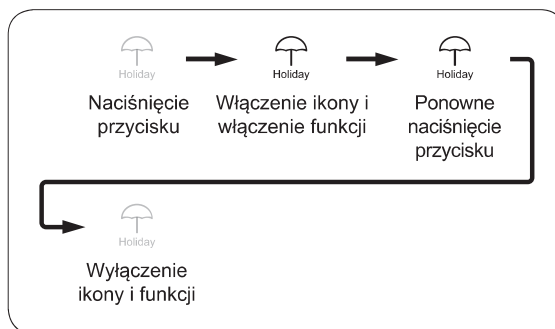 Holiday
Naciśnięcie
przycisku
Holiday
Włączenie ikony i
włączenie funkcji
Holiday
Ponowne
naciśnięcie
przycisku
Holiday
Wyłączenie
ikony i funkcji